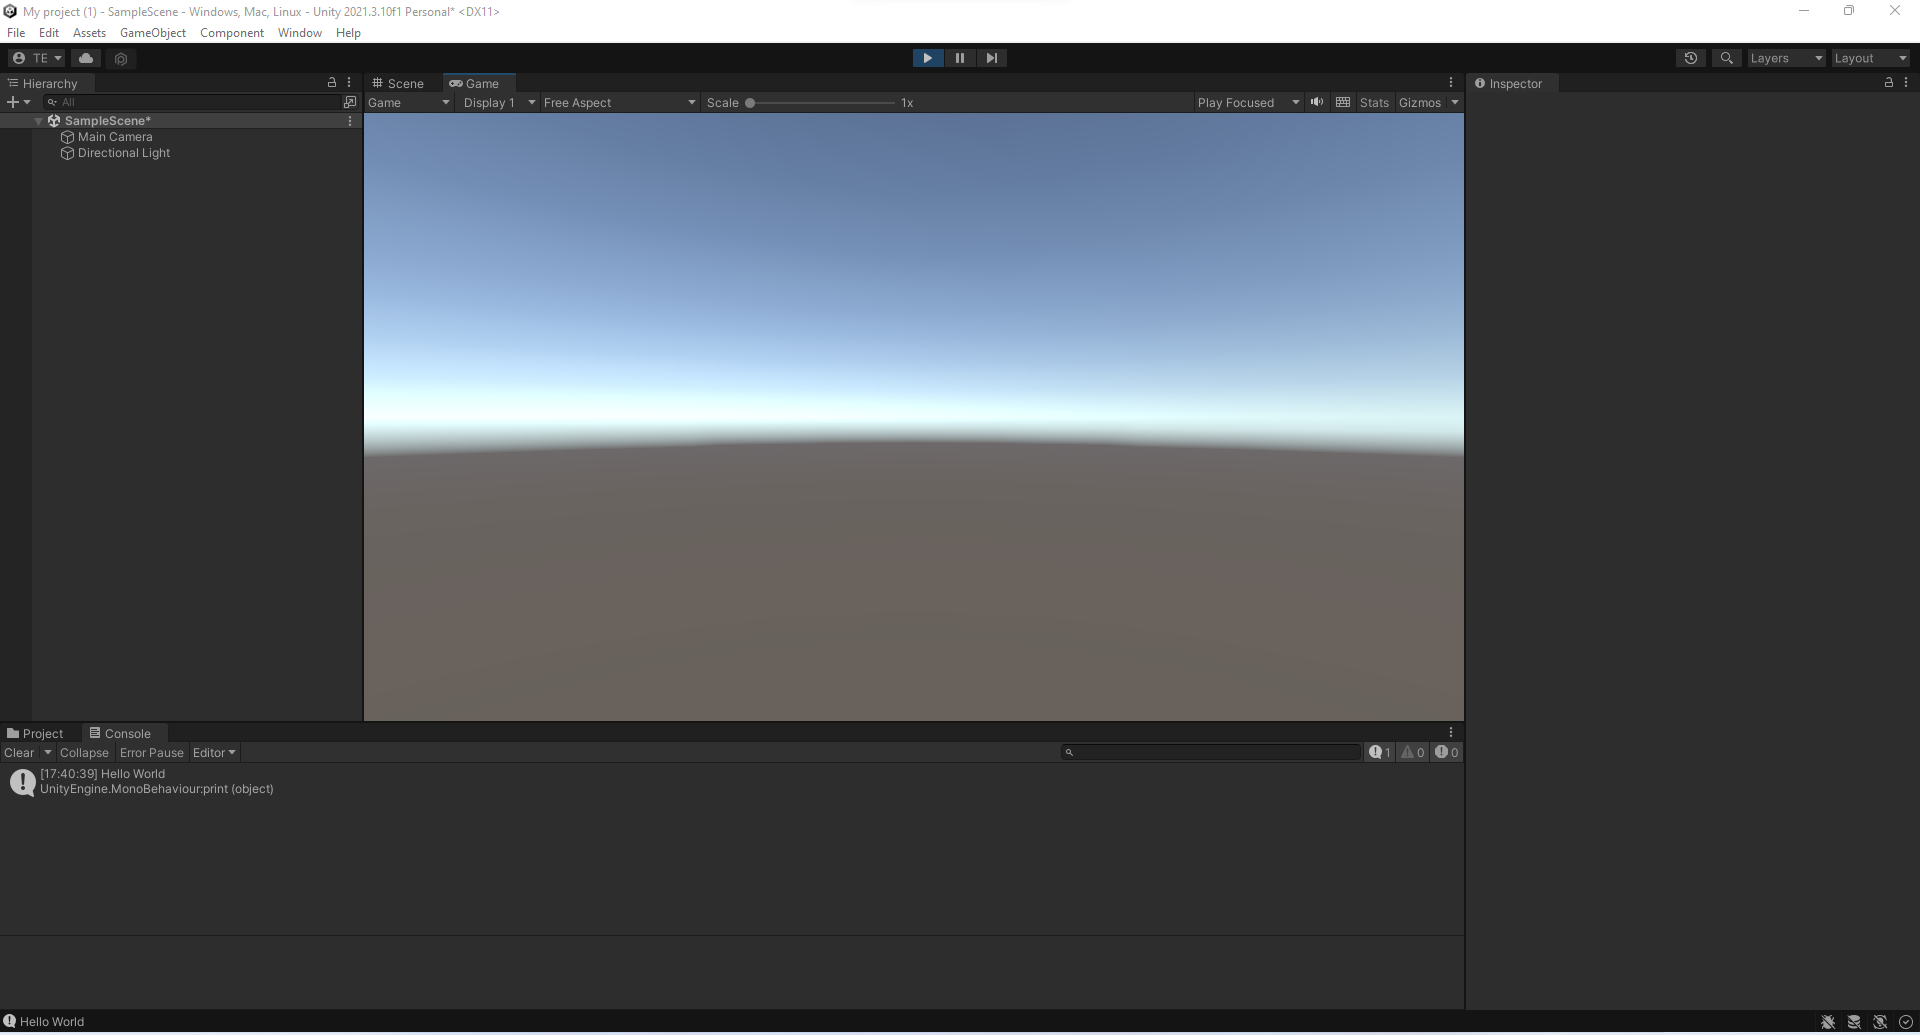 My project (1) - SampleScene - Windows, Mac, Linux - Unity 2021.3.10f1 Personal* <DX11>
File Edit Assets GameObject Component Window Help
TE Layers Layout
Hierarchy Scene Game Inspector
All Game Display 1 Free Aspect Scale 1x Play Focused Stats Gizmos
SampleScene*
Main Camera
Directional Light
Project Console
Clear Collapse Error Pause Editor 1 0 0
[17:40:39] Hello World
UnityEngine.MonoBehaviour:print (object)
Hello World